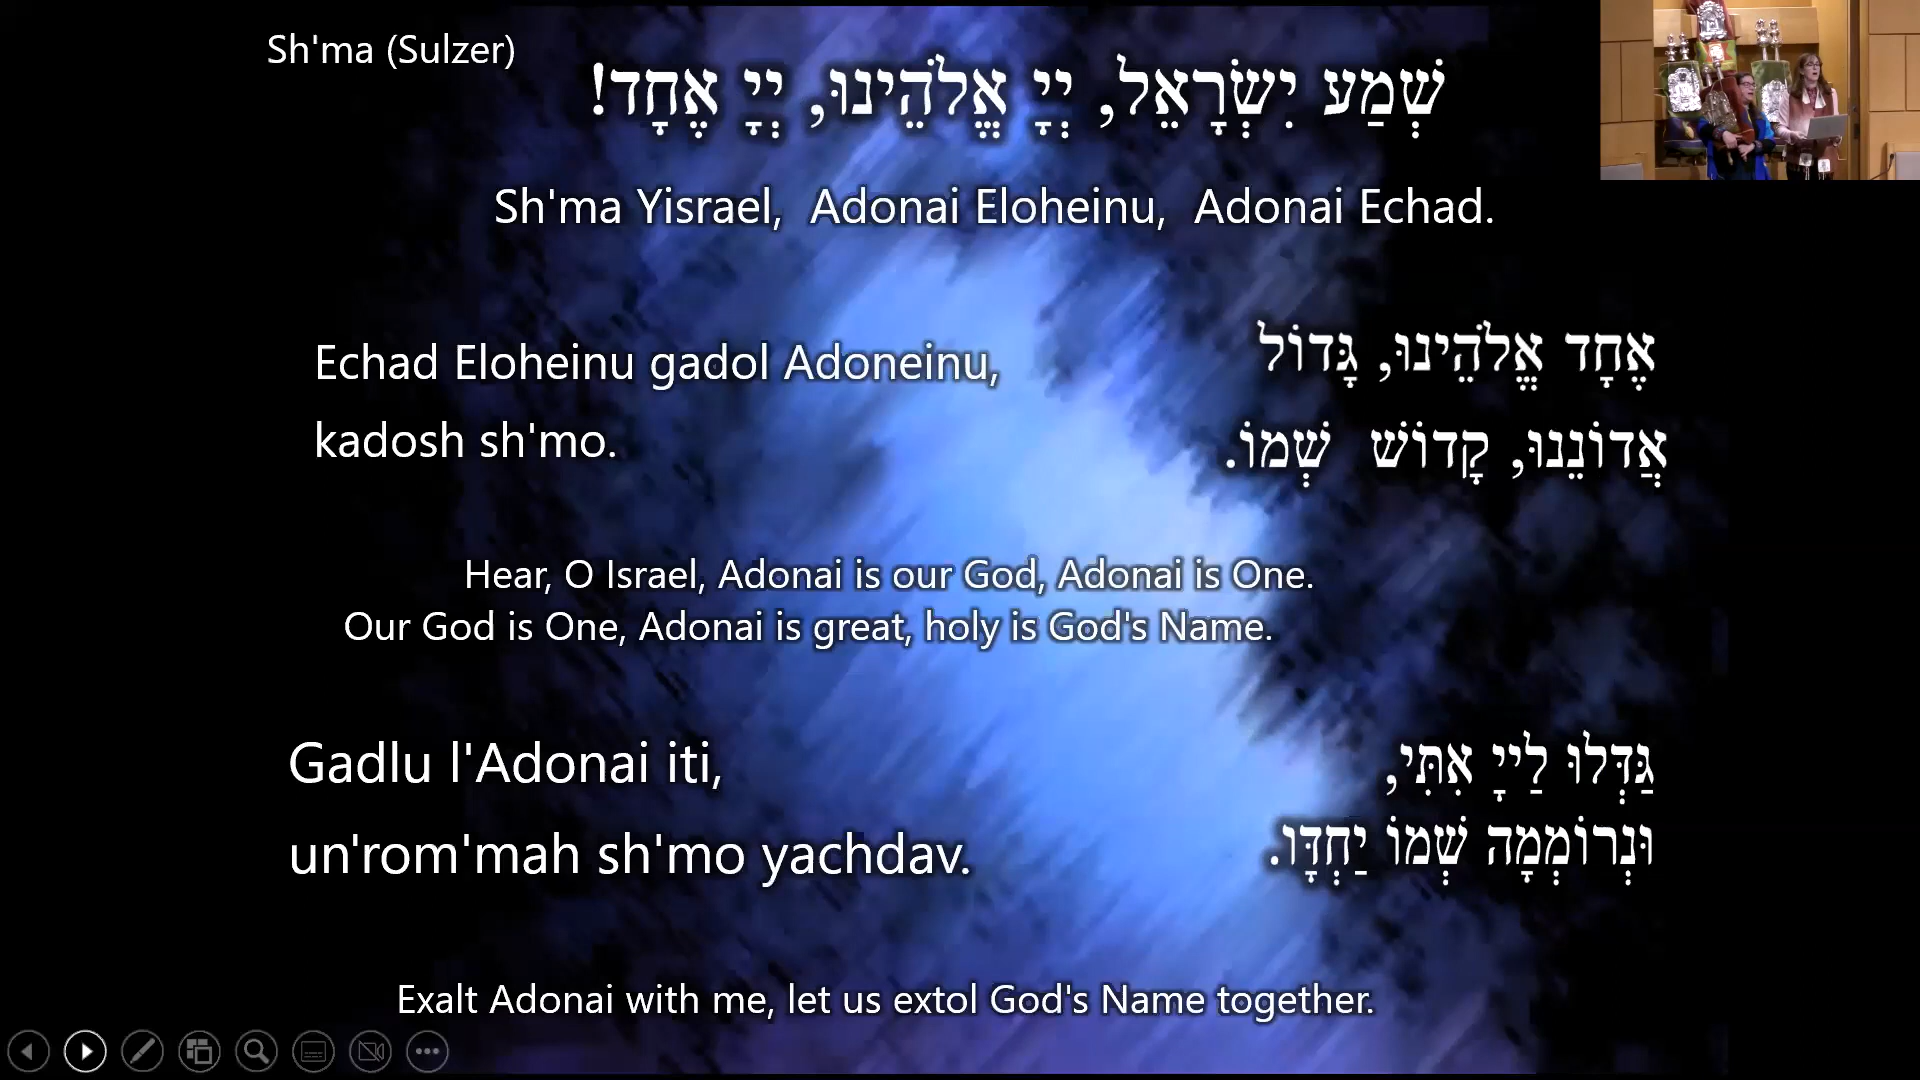 Sh'ma (Sulzer)
שְׁמַע יִשְׂרָאֵל, יְיָ אֱלֹהֵינוּ, יְיָ אֶחָד!
Sh'ma Yisrael, Adonai Eloheinu, Adonai Echad.
Echad Eloheinu gadol Adoneinu,
kadosh sh'mo.
אֶחָד אֱלֹהֵינוּ, גָּדוֹל
אֲדוֹנֵנוּ, קָדוֹשׁ שְׁמוֹ.
Hear, O Israel, Adonai is our God, Adonai is One.
Our God is One, Adonai is great, holy is God's Name.
Gadlu l'Adonai iti,
un'rom'mah sh'mo yachdav.
גַּדְּלוּ לַייָ אִתִּי,
וּנְרוֹמְמָה שְׁמוֹ יַחְדָּו.
Exalt Adonai with me, let us extol God's Name together.